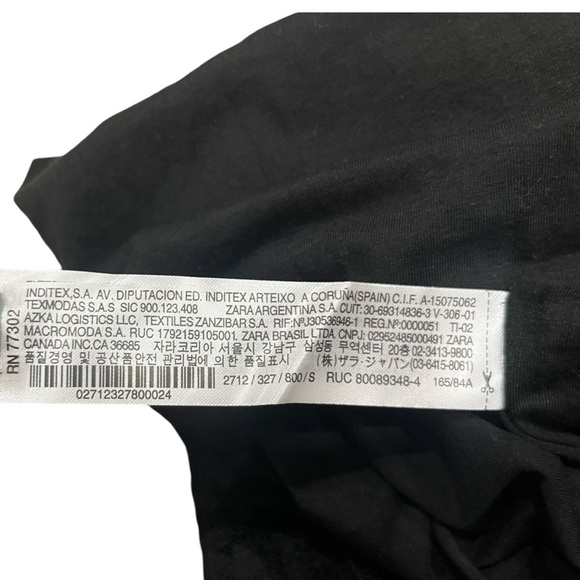 RN 77302
INDITEX,S.A. AV. DIPUTACION ED. INDITEX ARTEIXO A CORUÑA(SPAIN) C.I.F. A-15075062
TEXMODAS S.A.S SIC 900.123.408 ZARA ARGENTINA S.A. CUIT: 30-69314836-3 V-306-01
AZKA LOGISTICS LLC, TEXTILES ZANZIBAR S.A. RIF: NºJ30536946-1 REG.Nº:0000051 TI-02
MACROMODA S.A. RUC 1792159105001. ZARA BRASIL LTDA. CNPJ: 02952485000491 ZARA
CANADA INC.CA 36685 자라코리아 서울시 강남구 삼성동 무역센터 20층 02-3413-9800
품질경영 및 공산품안전 관리법에 의한 품질표시 (株) ザラ・ジャパン(03-6415-8061)
2712 / 327 / 800 / S RUC 80089348-4 165/84A
02712327800024